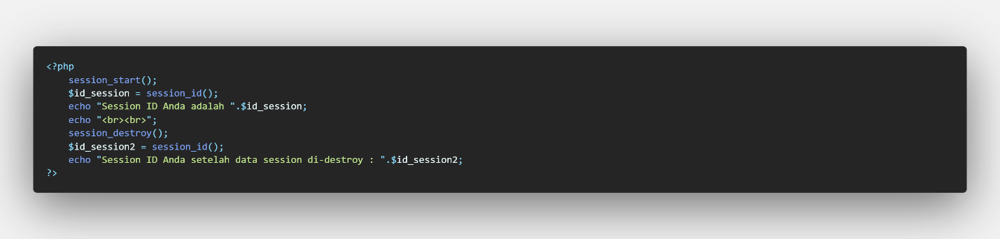 <?php
    session_start();
    $id_session = session_id();
    echo "Session ID Anda adalah ".$id_session;
    echo "<br><br>";
    session_destroy();
    $id_session2 = session_id();
    echo "Session ID Anda setelah data session di-destroy : ".$id_session2;
?>